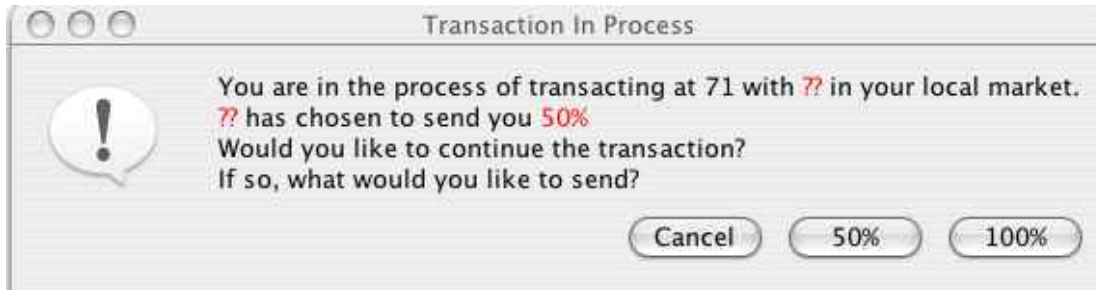 Transaction In Process
You are in the process of transacting at 71 with ?? in your local market.
?? has chosen to send you 50%
Would you like to continue the transaction?
If so, what would you like to send?
Cancel 50% 100%